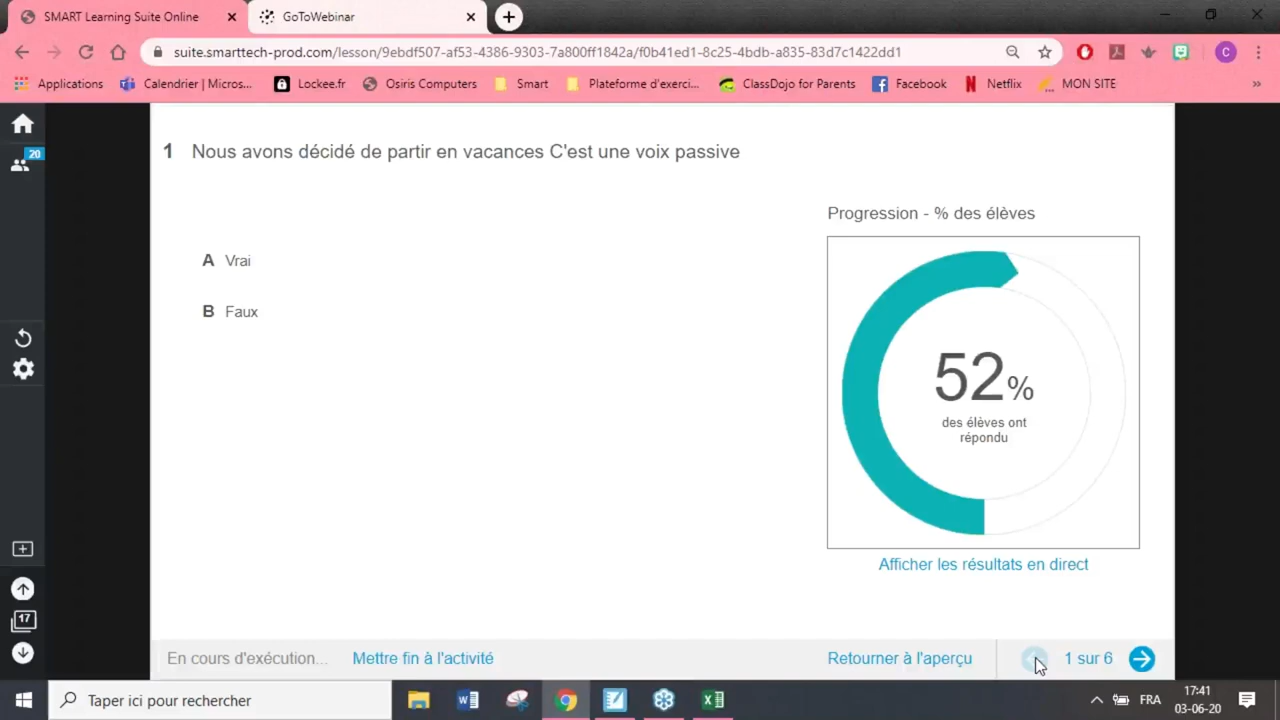 SMART Learning Suite Online
GoToWebinar
suite.smarttech-prod.com/lesson/9ebdf507-af53-4386-9303-7a800ff1842a/f0b41ed1-8c25-4bdb-a835-83d7c1422dd1
C
Applications
Calendrier | Micros...
Lockee.fr
Osiris Computers
Smart
Plateforme d'exerci...
ClassDojo for Parents
Facebook
Netflix
MON SITE
»
20
1 Nous avons décidé de partir en vacances C'est une voix passive
Progression - % des élèves
A Vrai
B Faux
52%
des élèves ont
répondu
Afficher les résultats en direct
17
En cours d'exécution... Mettre fin à l'activité Retourner à l'aperçu 1 sur 6
Taper ici pour rechercher
FRA
17:41
03-06-20